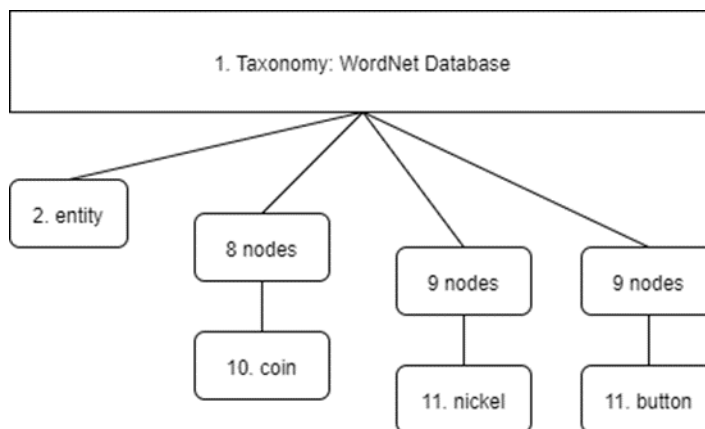 1. Taxonomy: WordNet Database
2. entity
8 nodes
9 nodes
9 nodes
10. coin
11. nickel
11. button